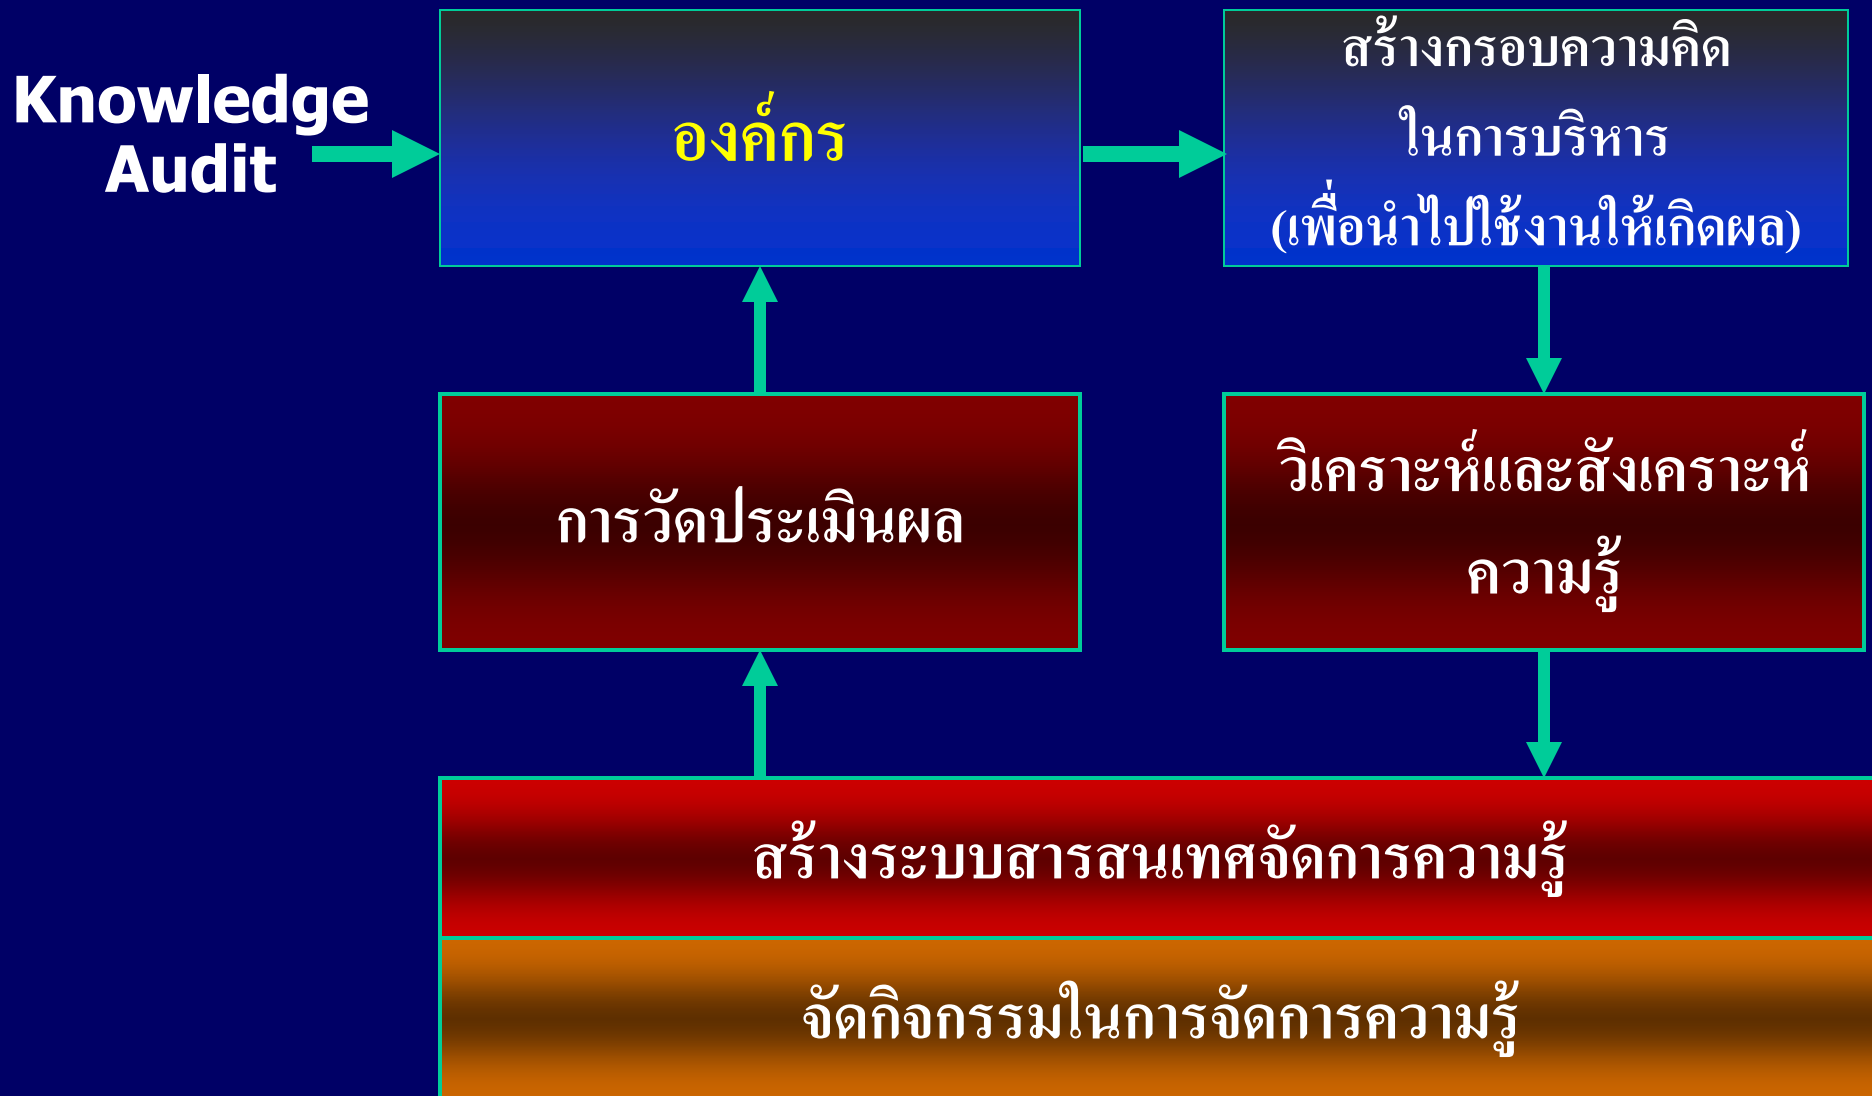 Knowledge
Audit
องค์กร
สร้างกรอบความคิด
ในการบริหาร
(เพื่อนำไปใช้งานให้เกิดผล)
การวัดประเมินผล
วิเคราะห์และสังเคราะห์
ความรู้
สร้างระบบสารสนเทศจัดการความรู้
จัดกิจกรรมในการจัดการความรู้